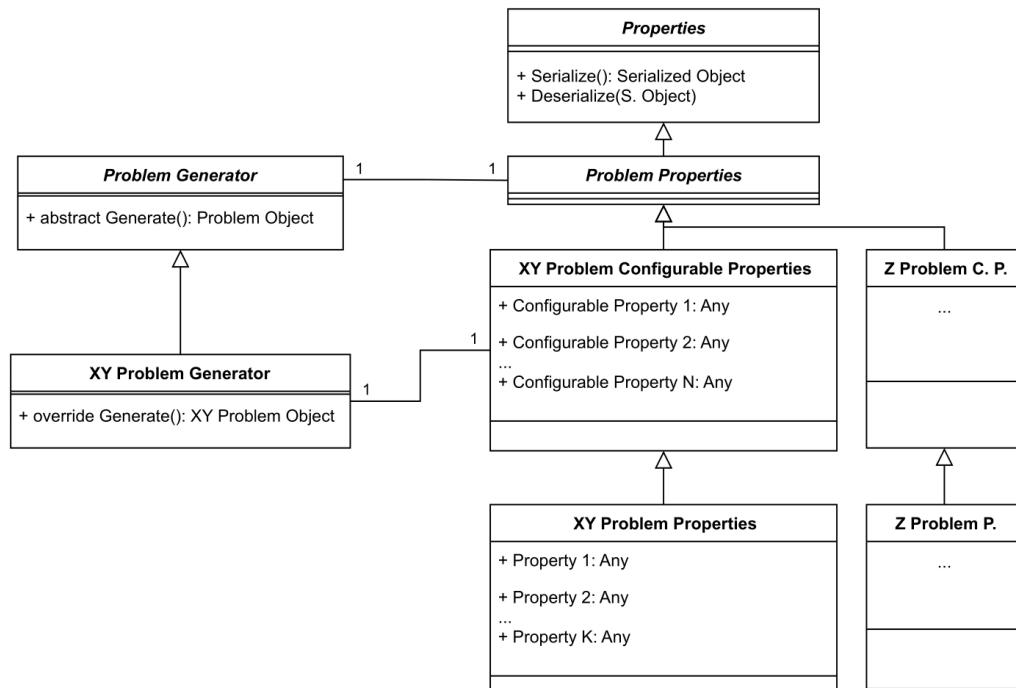 Properties
+ Serialize(): Serialized Object
+ Deserialize(S. Object)
Problem Generator
+ abstract Generate(): Problem Object
1
1
Problem Properties
XY Problem Configurable Properties
+ Configurable Property 1: Any
+ Configurable Property 2: Any
...
+ Configurable Property N: Any
Z Problem C. P.
...
XY Problem Generator
+ override Generate(): XY Problem Object
1
1
XY Problem Properties
+ Property 1: Any
+ Property 2: Any
...
+ Property K: Any
Z Problem P.
...